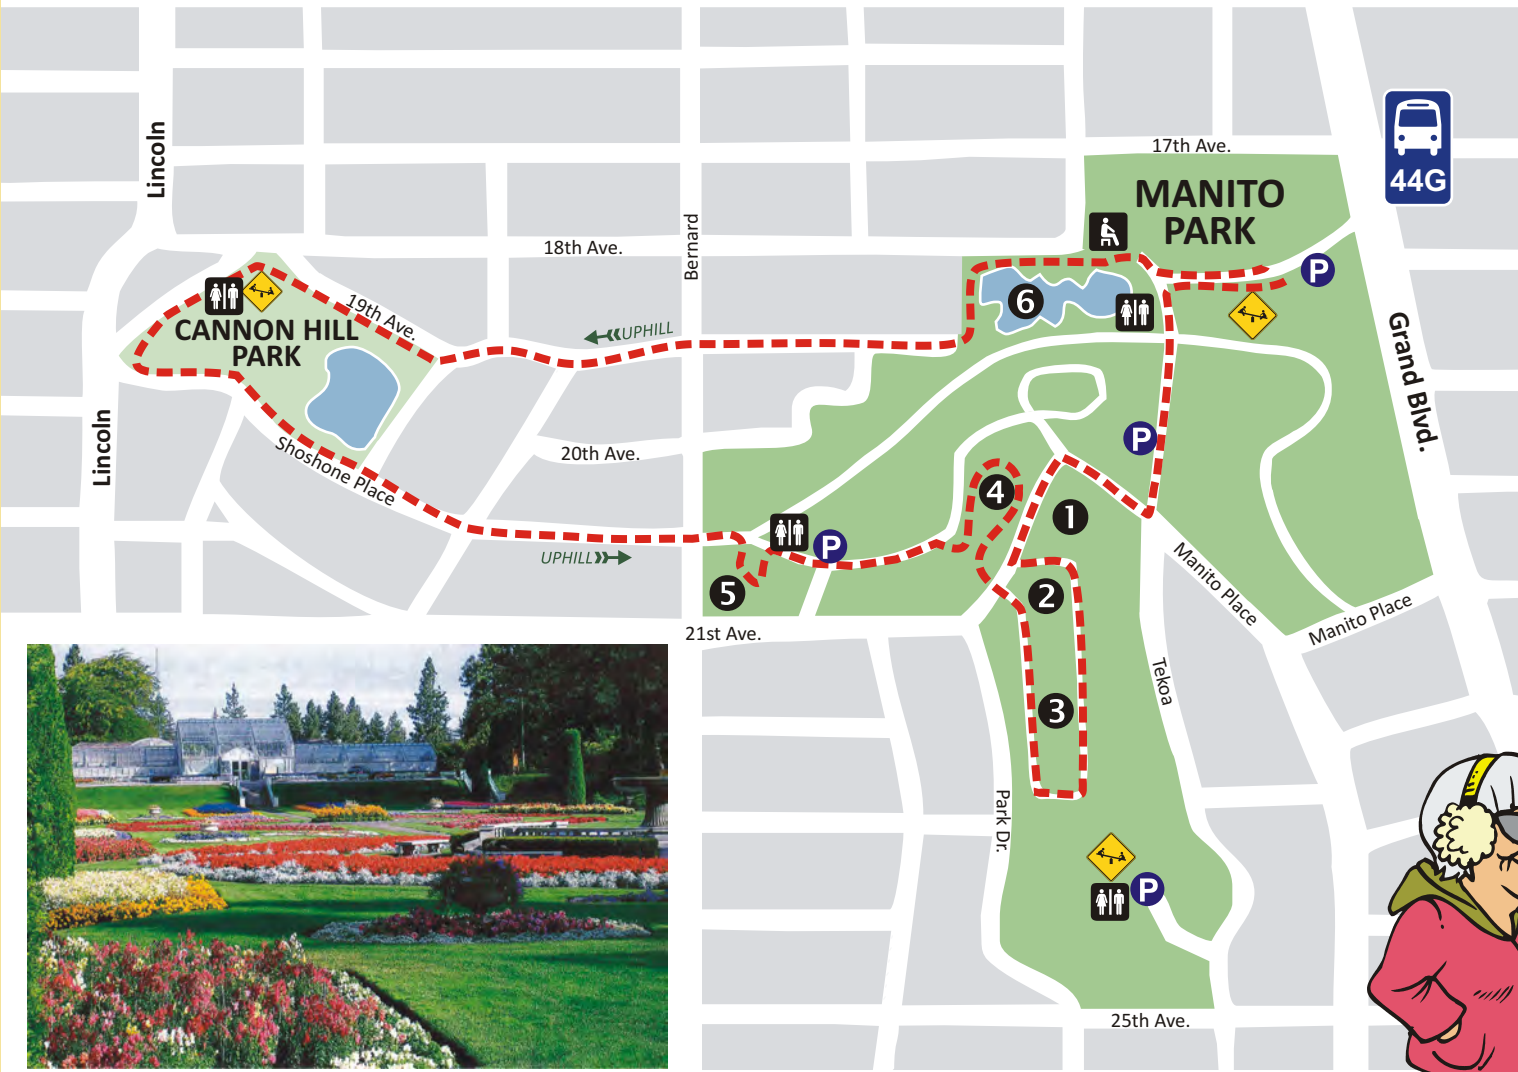 17th Ave.
44G
MANITO
PARK
Lincoln
Bernard
18th Ave.
P
6
19th Ave.
UPHILL
CANNON HILL
PARK
Grand Blvd.
Lincoln
20th Ave.
P
Shoshone Place
4
1
UPHILL
P
5
2
Manito Place
Manito Place
21st Ave.
Tekoa
3
Park Dr.
P
25th Ave.